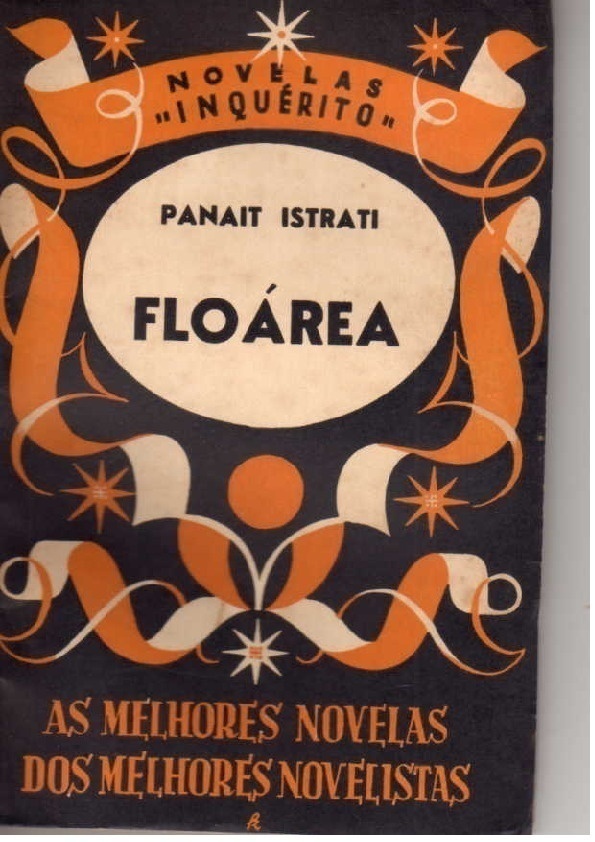 NOVELAS
"INQUÉRITO"
PANAIT ISTRATI
FLOÁREA
AS MELHORES NOVELAS
DOS MELHORES NOVELISTAS